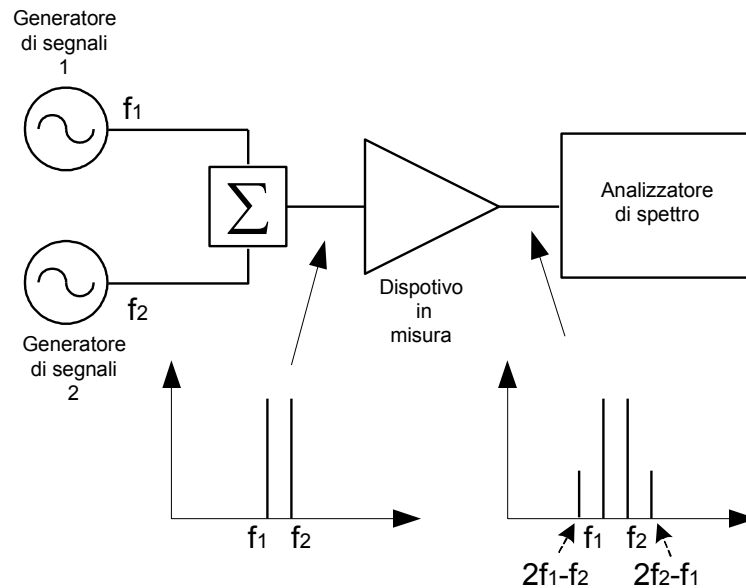 Generatore
di segnali
1
f1
Σ
Analizzatore
di spettro
f2
Dispotivo
in
misura
Generatore
di segnali
2
f1 f2
f1 f2
2f1-f2 2f2-f1